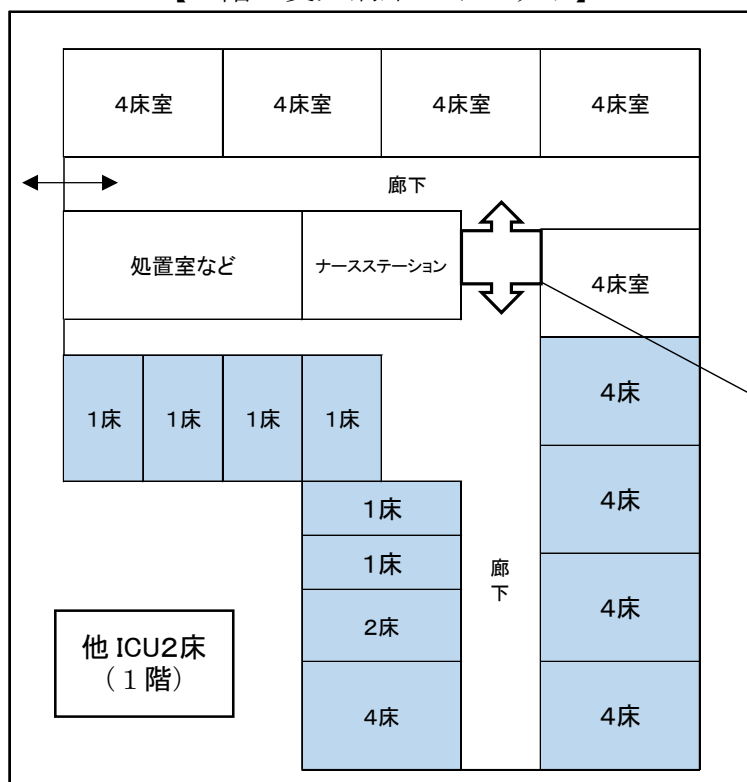 4床室 4床室 4床室 4床室
廊下
処置室など ナースステーション
4床室
1床 1床 1床 1床
4床
1床
4床
1床
廊下
2床
4床
他 ICU2床
（1階）
4床
4床